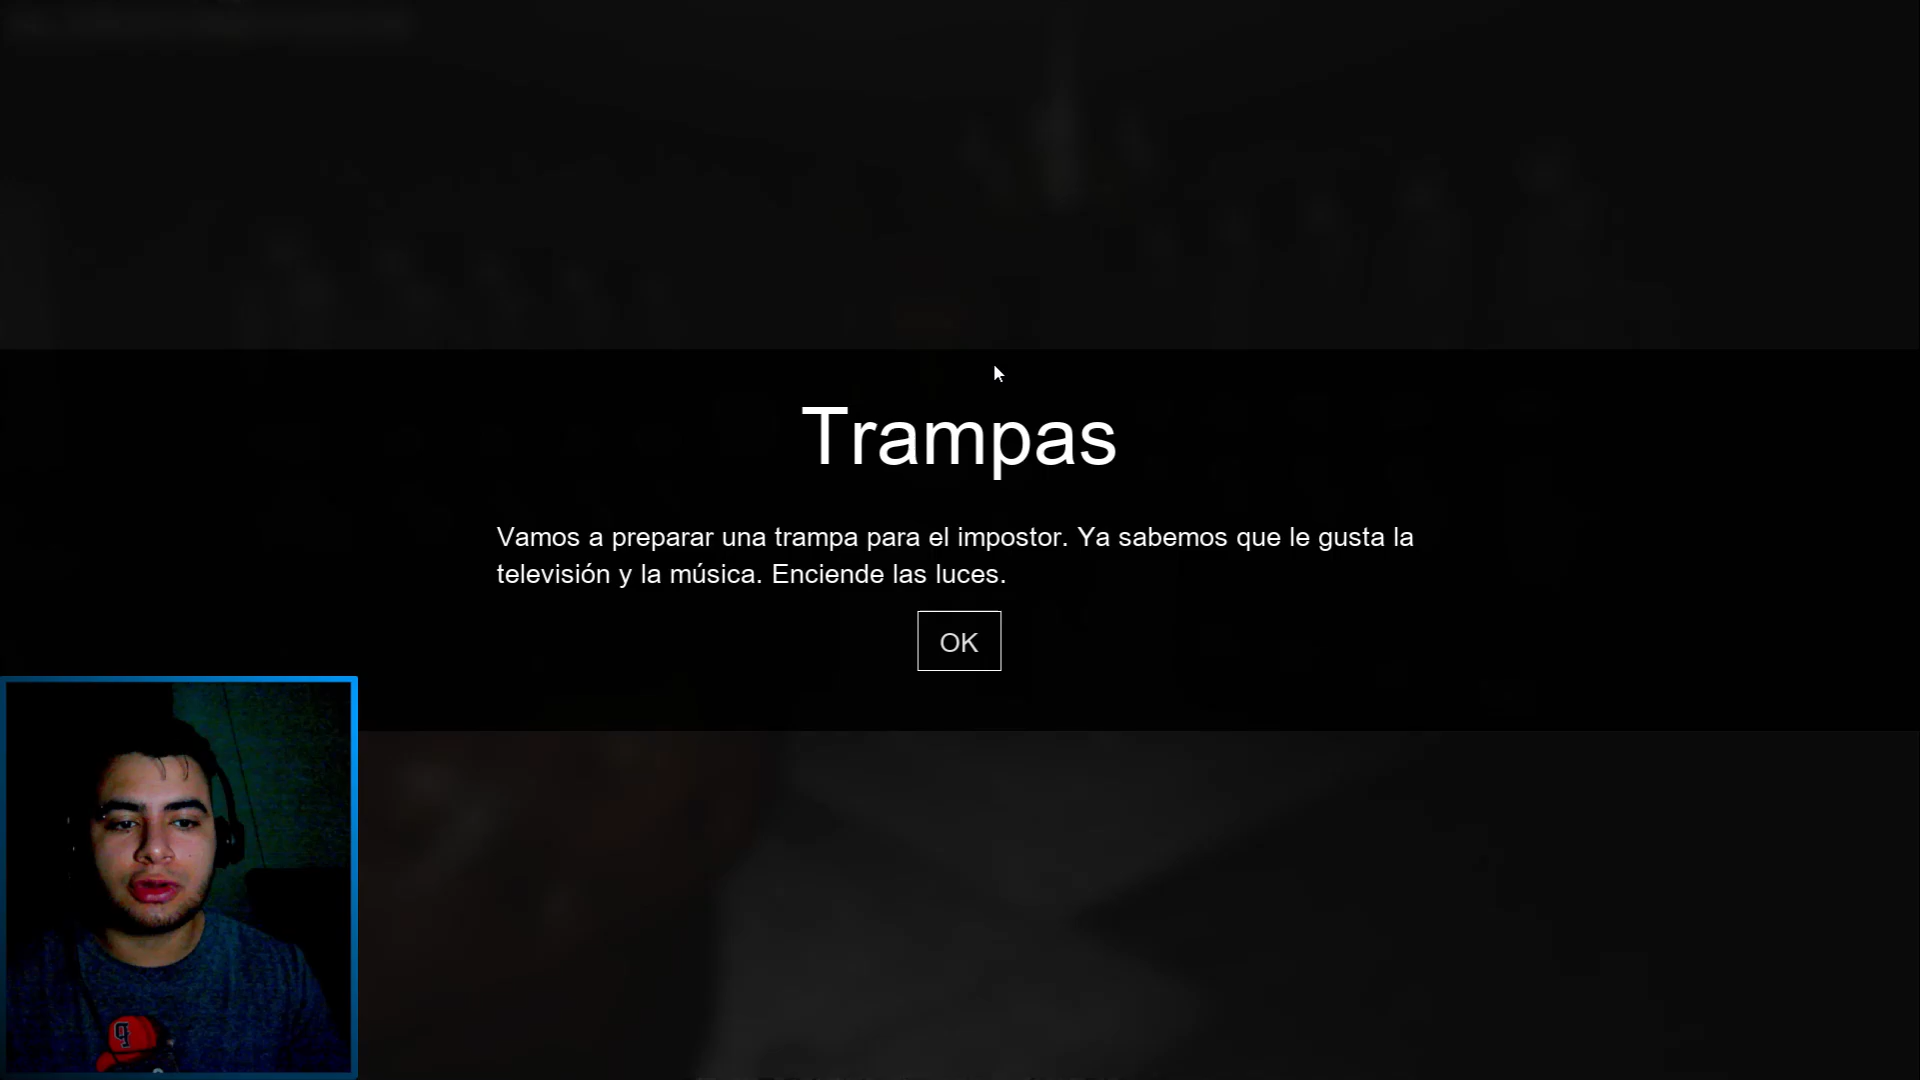 Trampas
Vamos a preparar una trampa para el impostor. Ya sabemos que le gusta la
televisión y la música. Enciende las luces.
OK